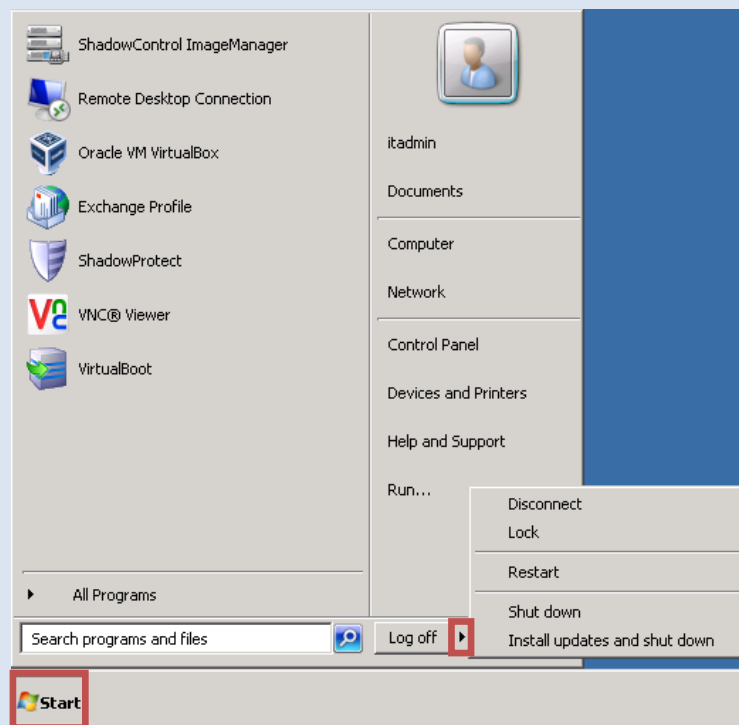 ShadowControl ImageManager
Remote Desktop Connection
Oracle VM VirtualBox
Exchange Profile
ShadowProtect
VNC® Viewer
VirtualBoot
All Programs
Search programs and files
itadmin
Documents
Computer
Network
Control Panel
Devices and Printers
Help and Support
Run...
Log off
Disconnect
Lock
Restart
Shut down
Install updates and shut down
Start